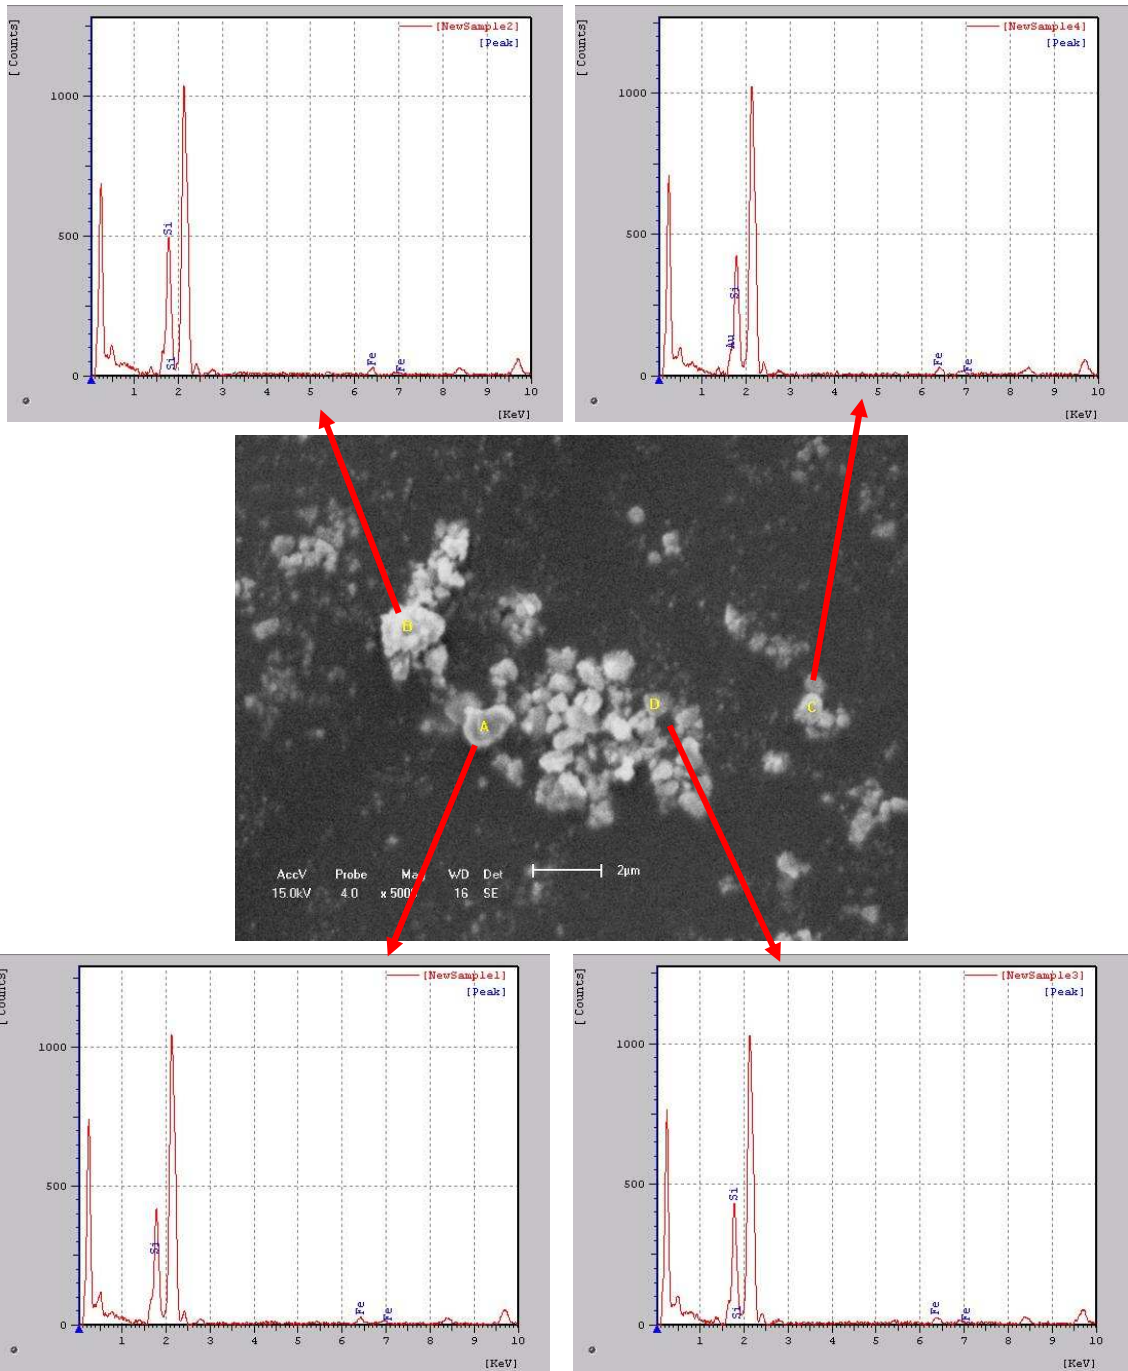 [Counts]
[NewSample2]
[Peak]
1000
500
0
Si
Si
Fe
Fe
1 2 3 4 5 6 7 8 9 10
[KeV]
[Counts]
[NewSample4]
[Peak]
1000
500
0
Si
Au
Fe
Fe
1 2 3 4 5 6 7 8 9 10
[KeV]
B
D
A
C
AccV Probe Mag WD Det
15.0kV 4.0 x 5000 16 SE
2µm
[Counts]
[NewSample1]
[Peak]
1000
500
0
Si
Fe
Fe
1 2 3 4 5 6 7 8 9 10
[KeV]
[Counts]
[NewSample3]
[Peak]
1000
500
0
Si
Si
Fe
Fe
1 2 3 4 5 6 7 8 9 10
[KeV]